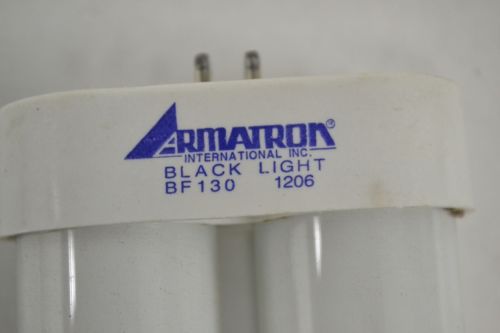 ARMATRON®
INTERNATIONAL INC.
BLACK LIGHT
BF130 1206